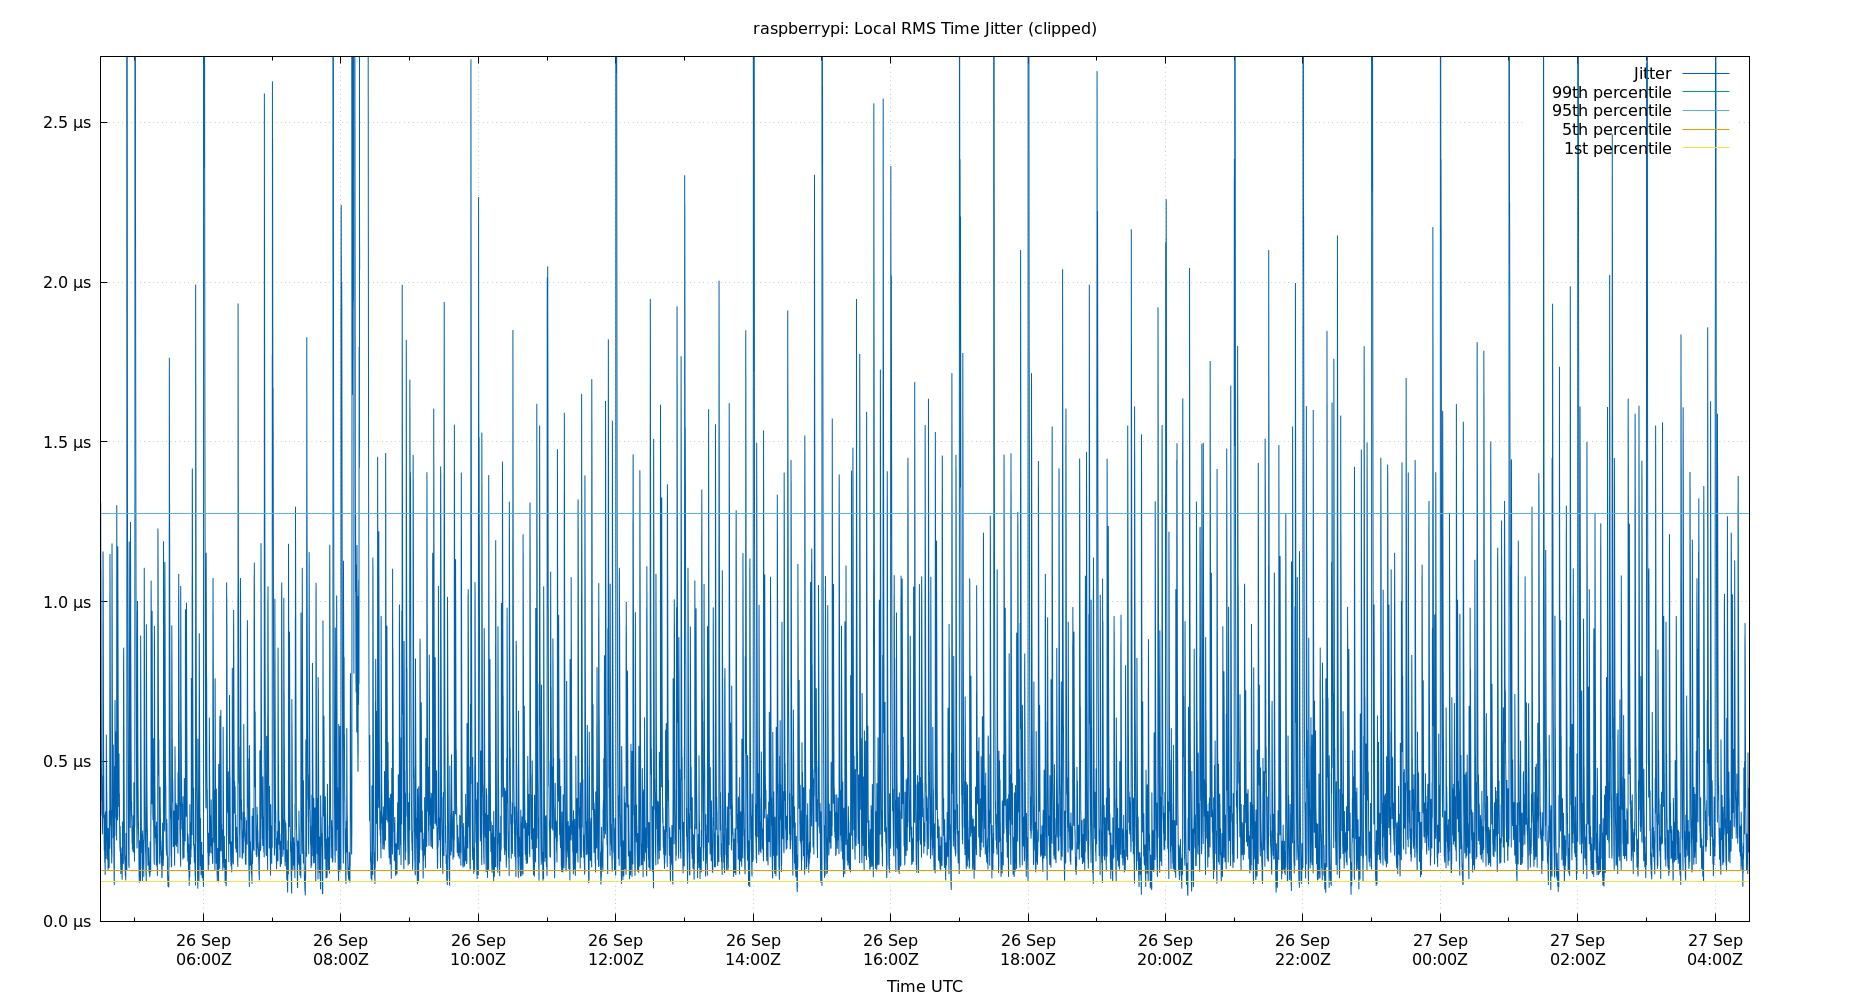 raspberrypi: Local RMS Time Jitter (clipped)
Jitter
99th percentile
95th percentile
5th percentile
1st percentile
2.5 µs
2.0 µs
1.5 µs
1.0 µs
0.5 µs
0.0 µs
26 Sep 26 Sep 26 Sep 26 Sep 26 Sep 26 Sep 26 Sep 26 Sep 26 Sep 27 Sep 27 Sep 27 Sep
06:00Z 08:00Z 10:00Z 12:00Z 14:00Z 16:00Z 18:00Z 20:00Z 22:00Z 00:00Z 02:00Z 04:00Z
Time UTC